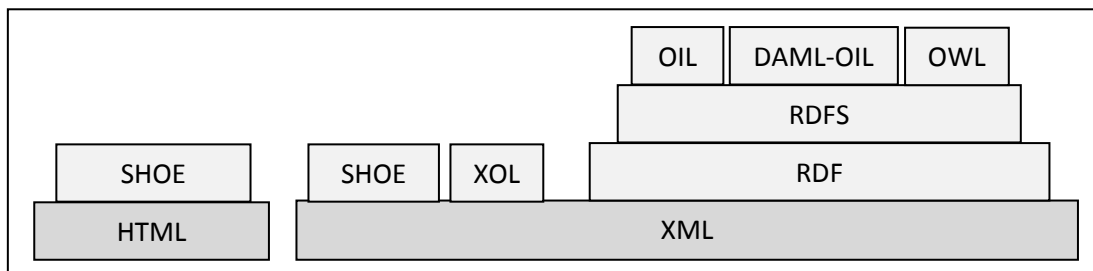 OIL DAML-OIL OWL
RDFS
SHOE SHOE XOL RDF
HTML XML